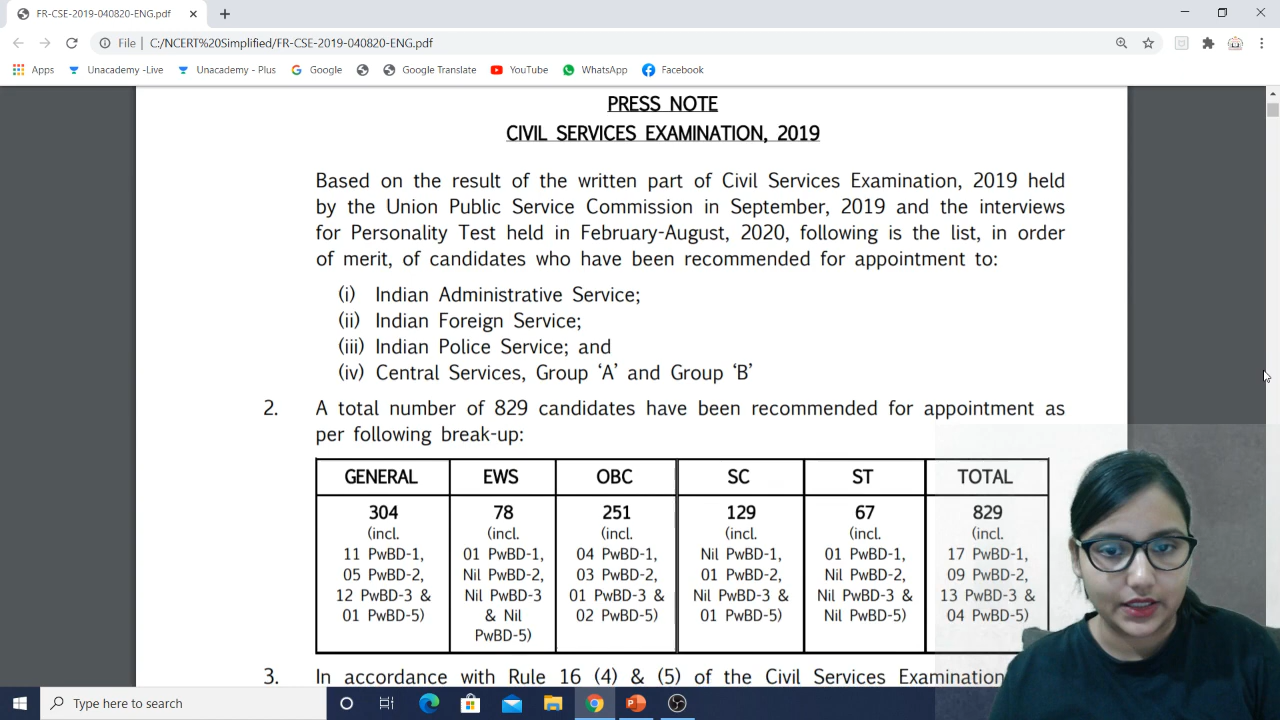 FR-CSE-2019-040820-ENG.pdf
File | C:/NCERT%20Simplified/FR-CSE-2019-040820-ENG.pdf
Apps Unacademy -Live Unacademy - Plus Google Google Translate YouTube WhatsApp Facebook
PRESS NOTE
CIVIL SERVICES EXAMINATION, 2019
Based on the result of the written part of Civil Services Examination, 2019 held
by the Union Public Service Commission in September, 2019 and the interviews
for Personality Test held in February-August, 2020, following is the list, in order
of merit, of candidates who have been recommended for appointment to:
(i) Indian Administrative Service;
(ii) Indian Foreign Service;
(iii) Indian Police Service; and
(iv) Central Services, Group ‘A’ and Group ‘B’
2. A total number of 829 candidates have been recommended for appointment as
per following break-up:
GENERAL EWS OBC SC ST TOTAL
304 78 251 129 67 829
(incl. (incl. (incl. (incl. (incl. (incl.
11 PwBD-1, 01 PwBD-1, 04 PwBD-1, Nil PwBD-1, 01 PwBD-1, 17 PwBD-1,
05 PwBD-2, Nil PwBD-2, 03 PwBD-2, 01 PwBD-2, Nil PwBD-2, 09 PwBD-2,
12 PwBD-3 & Nil PwBD-3 01 PwBD-3 & Nil PwBD-3 & Nil PwBD-3 & 13 PwBD-3 &
01 PwBD-5) & Nil 02 PwBD-5) 01 PwBD-5) Nil PwBD-5) 04 PwBD-5)
PwBD-5)
3. In accordance with Rule 16 (4) & (5) of the Civil Services Examination
Type here to search